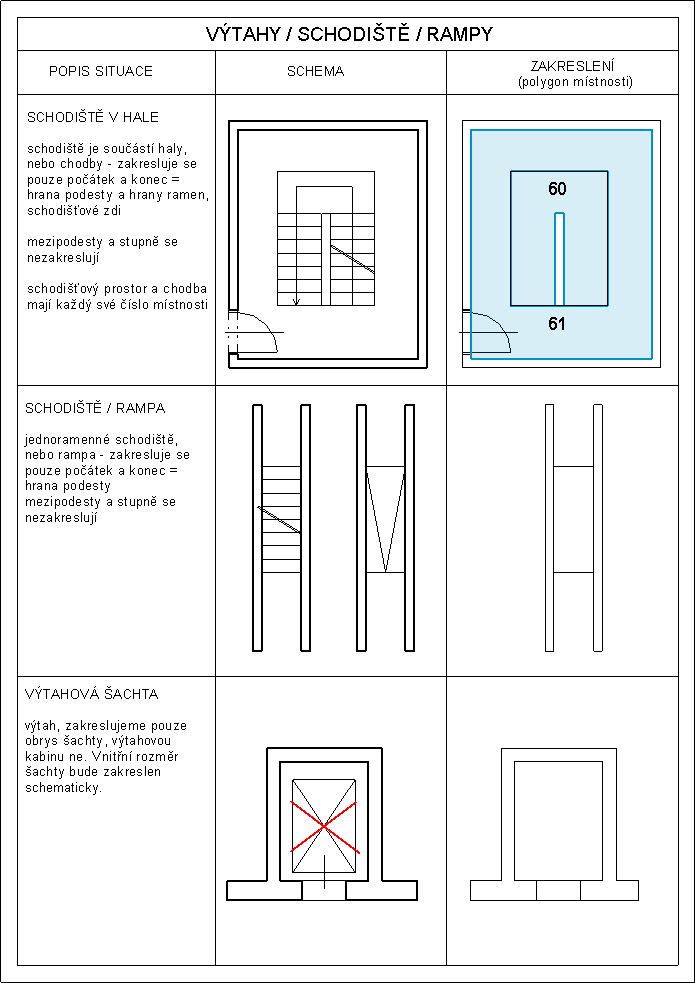 VÝTAHY / SCHODIŠTĚ / RAMPY
POPIS SITUACE
SCHEMA
ZAKRESLENÍ
(polygon místnosti)
SCHODIŠTĚ V HALE
schodiště je součástí haly,
nebo chodby - zakresluje se
pouze počátek a konec =
hrana podesty a hrany ramen,
schodišťové zdi
mezipodesty a stupně se
nezakreslují
schodišťový prostor a chodba
mají každý své číslo místnosti
60
61
SCHODIŠTĚ / RAMPA
jednoramenné schodiště,
nebo rampa - zakresluje se
pouze počátek a konec =
hrana podesty
mezipodesty a stupně se
nezakreslují
VÝTAHOVÁ ŠACHTA
výtah, zakreslujeme pouze
obrys šachty, výtahovou
kabinu ne. Vnitřní rozměr
šachty bude zakreslen
schematicky.